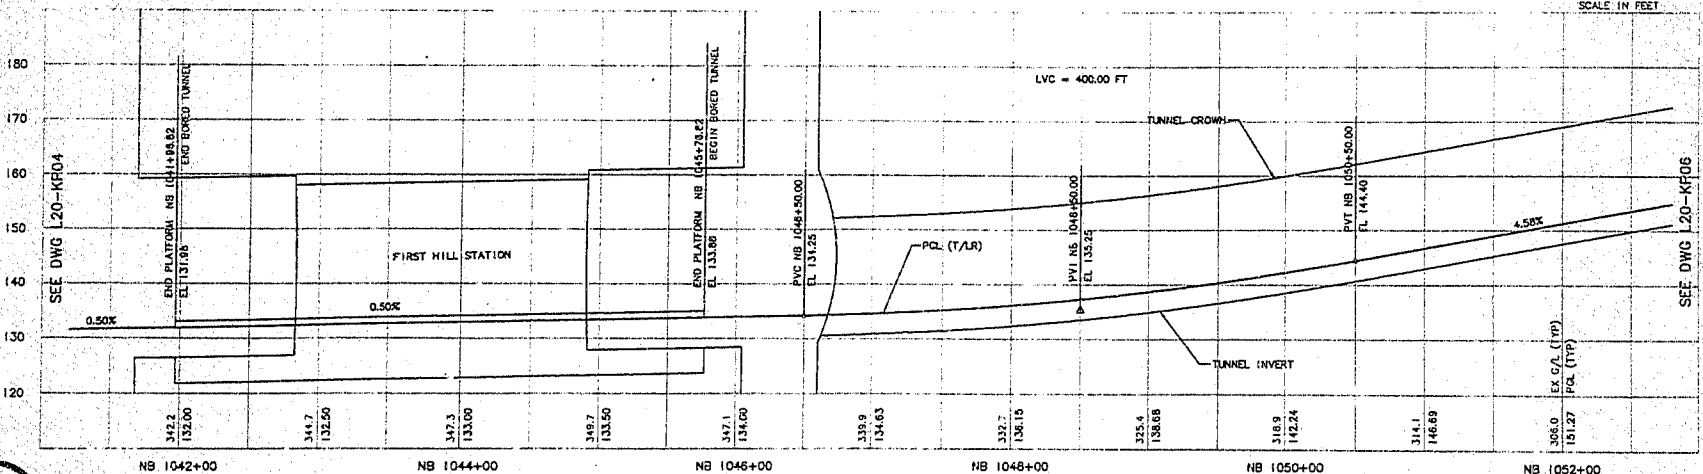 SCALE IN FEET
180
170
160
150
140
130
120
SEE DWG L20-KP04
END PLATFORM NB 1041+98.82
EL 131.98
END BORED TUNNEL
FIRST HILL STATION
0.50%
0.50%
END PLATFORM NB 1045+78.82
EL 133.88
BEGIN BORED TUNNEL
PVC NB 1046+50.00
EL 134.25
LVC = 400.00 FT
TUNNEL CROWN
PGL (T/LR)
PVI NB 1048+50.00
EL 135.25
TUNNEL INVERT
PVT NB 1050+50.00
EL 144.40
4.58%
SEE DWG L20-KP06
EX G/L (TYP)
PGL (TYP)
342.2
132.00
344.7
132.50
347.3
133.00
349.7
133.50
347.1
134.00
339.9
134.63
332.7
136.15
325.4
138.68
318.9
142.24
314.1
146.69
306.0
151.27
NB 1042+00
NB 1044+00
NB 1046+00
NB 1048+00
NB 1050+00
NB 1052+00